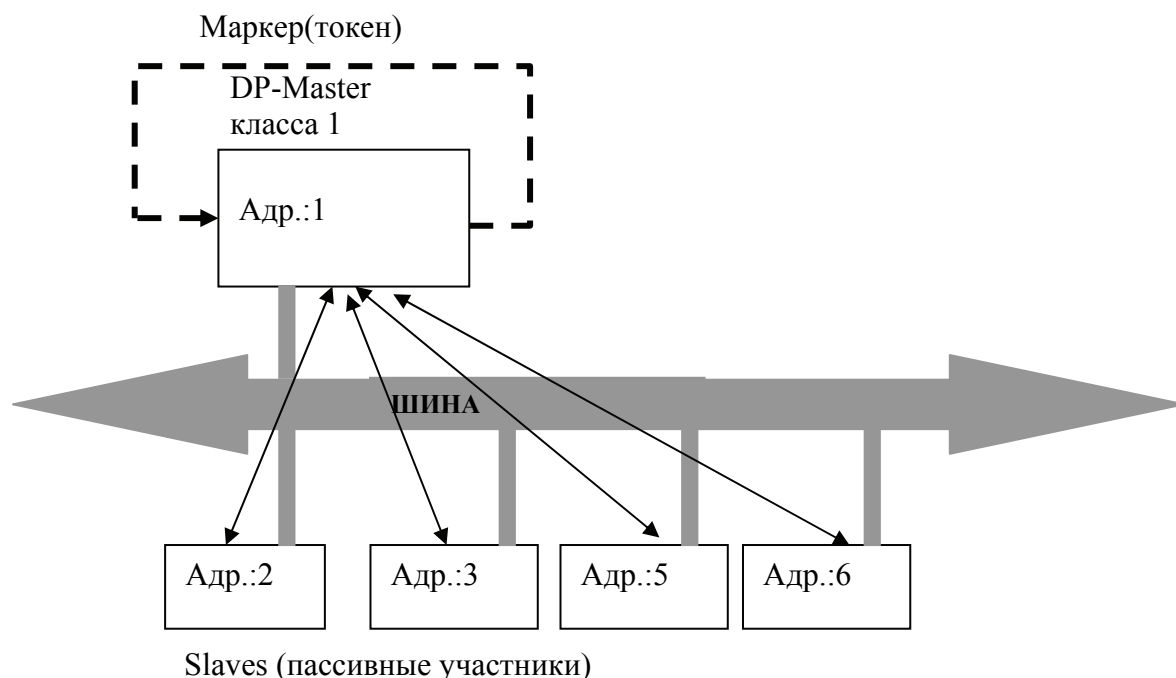 Маркер(токен)
DP-Master
класса 1
Адр.:1
ШИНА
Адр.:2
Адр.:3
Адр.:5
Адр.:6
Slaves (пассивные участники)